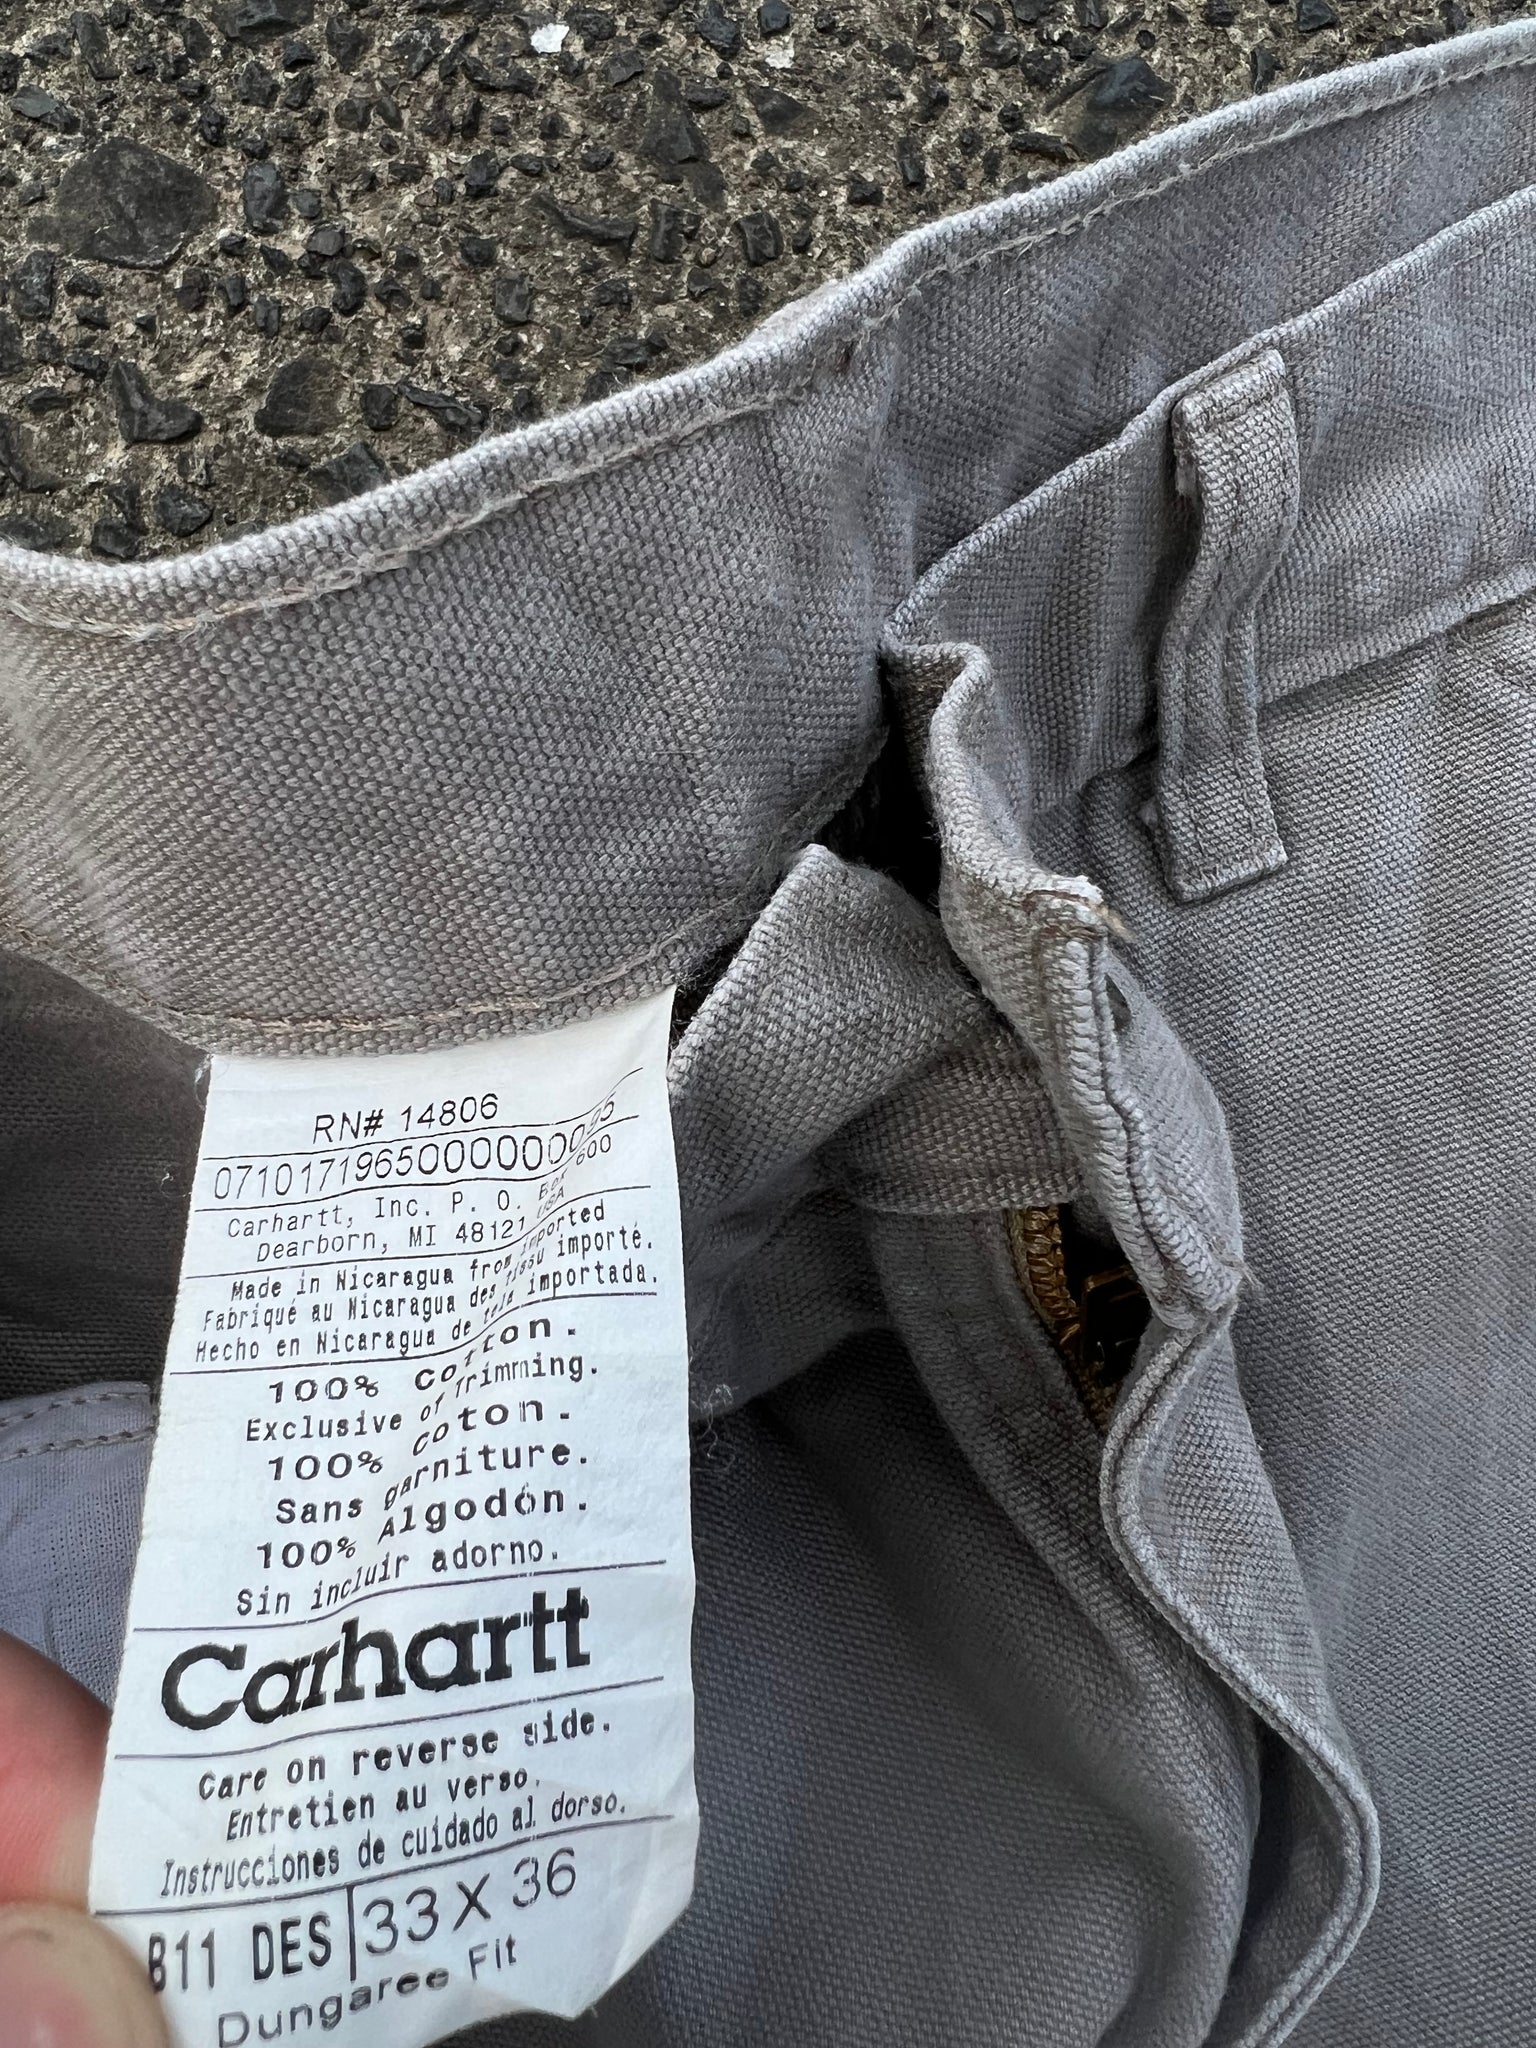 RN# 14806
07101719650000000095
Carhartt, Inc. P. O. Box 600
Dearborn, MI 48121 USA
Made in Nicaragua from imported
Fabriqué au Nicaragua des tissu importé.
Hecho en Nicaragua de tela importada.
100% cotton.
Exclusive of Trimming.
100% coton.
Sans garniture.
100% Algodón.
Sin incluir adorno.
Carhartt
Care on reverse side.
Entretien au verso.
Instrucciones de cuidado al dorso.
B11 DES 33 X 36
Dungaree Fit